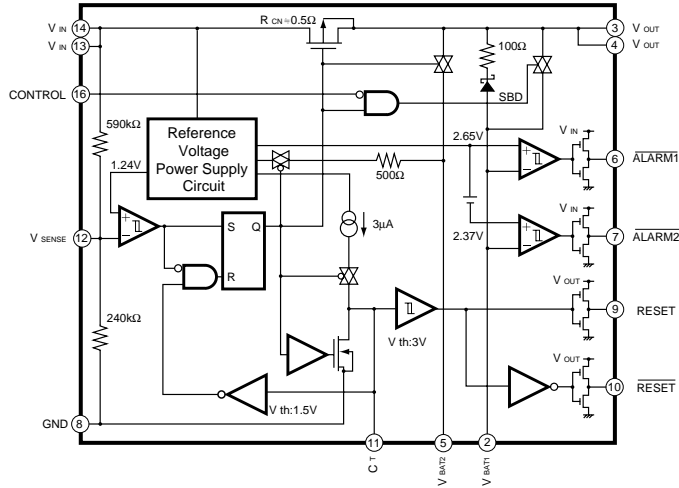 R CN≈0.5Ω
V IN 14
V IN 13
3 V OUT
4 V OUT
100Ω
CONTROL 16
SBD
590kΩ
Reference
Voltage
Power Supply
Circuit
2.65V
V IN
6 ALARM1
1.24V
500Ω
+
−
+
−
V SENSE 12
S Q
R
3μA
2.37V
V IN
7 ALARM2
+
−
V OUT
9 RESET
240kΩ
V th:3V
V OUT
10 RESET
V th:1.5V
GND 8
11
5
2
C T
V BAT2
V BAT1